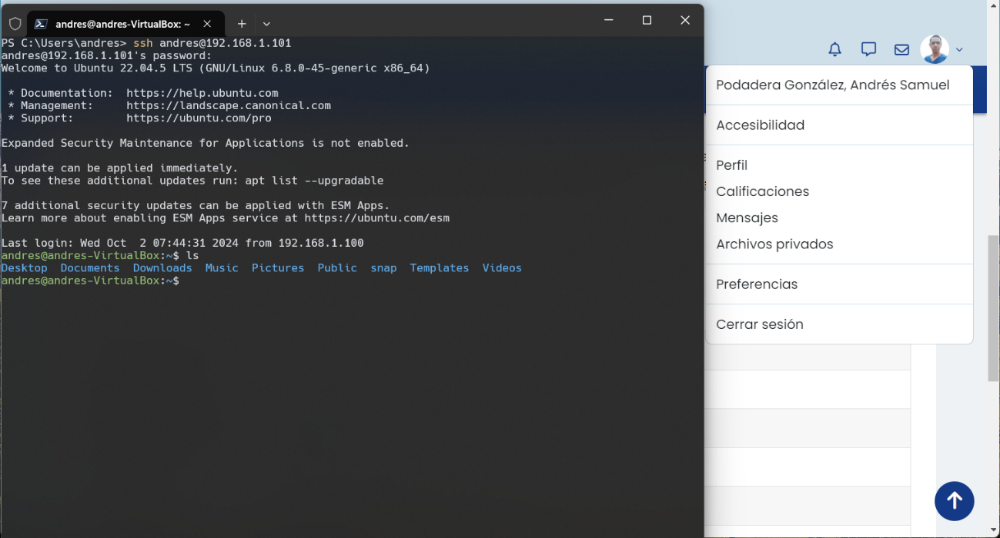 andres@andres-VirtualBox: ~
PS C:\Users\andres> ssh andres@192.168.1.101
andres@192.168.1.101's password:
Welcome to Ubuntu 22.04.5 LTS (GNU/Linux 6.8.0-45-generic x86_64)
* Documentation:  https://help.ubuntu.com
* Management:     https://landscape.canonical.com
* Support:        https://ubuntu.com/pro
Expanded Security Maintenance for Applications is not enabled.
1 update can be applied immediately.
To see these additional updates run: apt list --upgradable
7 additional security updates can be applied with ESM Apps.
Learn more about enabling ESM Apps service at https://ubuntu.com/esm
Last login: Wed Oct  2 07:44:31 2024 from 192.168.1.100
andres@andres-VirtualBox:~$ ls
Desktop  Documents  Downloads  Music  Pictures  Public  snap  Templates  Videos
andres@andres-VirtualBox:~$
Podadera González, Andrés Samuel
Accesibilidad
Perfil
Calificaciones
Mensajes
Archivos privados
Preferencias
Cerrar sesión